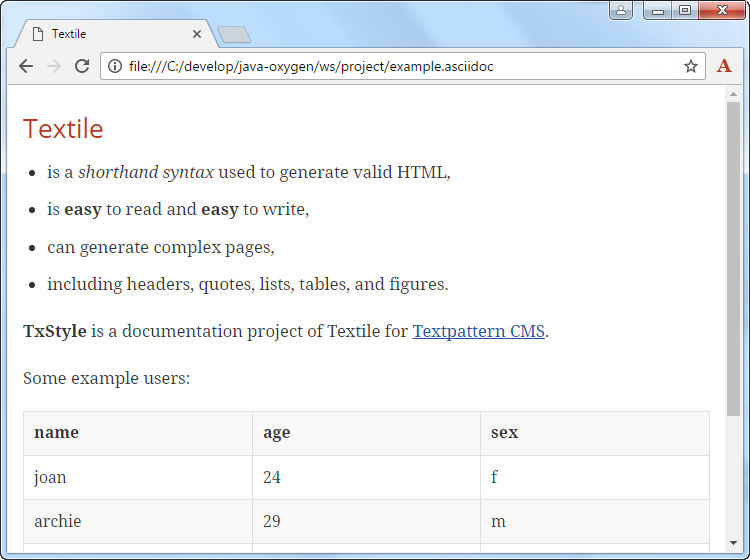 Textile
file:///C:/develop/java-oxygen/ws/project/example.asciidoc
A
Textile
is a shorthand syntax used to generate valid HTML,
is easy to read and easy to write,
can generate complex pages,
including headers, quotes, lists, tables, and figures.
TxStyle is a documentation project of Textile for Textpattern CMS.
Some example users:
name age sex
joan 24 f
archie 29 m